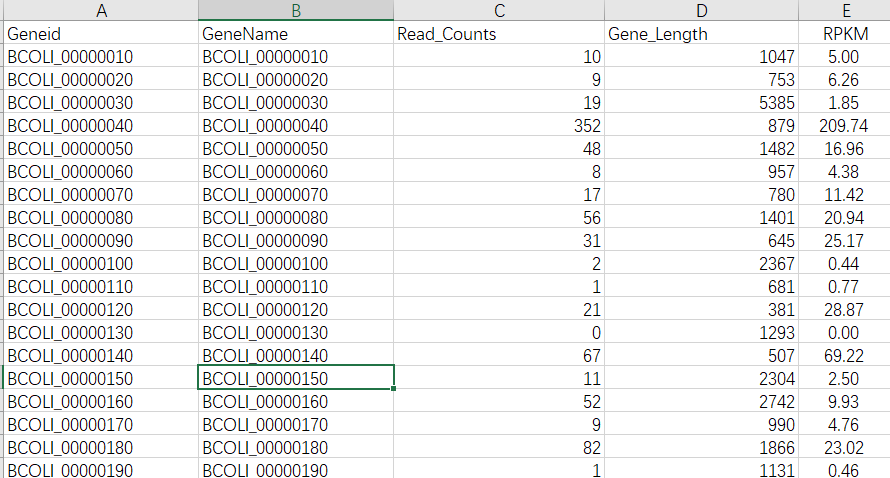 A B C D E
Geneid GeneName Read_Counts Gene_Length RPKM
BCOLI_00000010 BCOLI_00000010 10 1047 5.00
BCOLI_00000020 BCOLI_00000020 9 753 6.26
BCOLI_00000030 BCOLI_00000030 19 5385 1.85
BCOLI_00000040 BCOLI_00000040 352 879 209.74
BCOLI_00000050 BCOLI_00000050 48 1482 16.96
BCOLI_00000060 BCOLI_00000060 8 957 4.38
BCOLI_00000070 BCOLI_00000070 17 780 11.42
BCOLI_00000080 BCOLI_00000080 56 1401 20.94
BCOLI_00000090 BCOLI_00000090 31 645 25.17
BCOLI_00000100 BCOLI_00000100 2 2367 0.44
BCOLI_00000110 BCOLI_00000110 1 681 0.77
BCOLI_00000120 BCOLI_00000120 21 381 28.87
BCOLI_00000130 BCOLI_00000130 0 1293 0.00
BCOLI_00000140 BCOLI_00000140 67 507 69.22
BCOLI_00000150 BCOLI_00000150 11 2304 2.50
BCOLI_00000160 BCOLI_00000160 52 2742 9.93
BCOLI_00000170 BCOLI_00000170 9 990 4.76
BCOLI_00000180 BCOLI_00000180 82 1866 23.02
BCOLI_00000190 BCOLI_00000190 1 1131 0.46